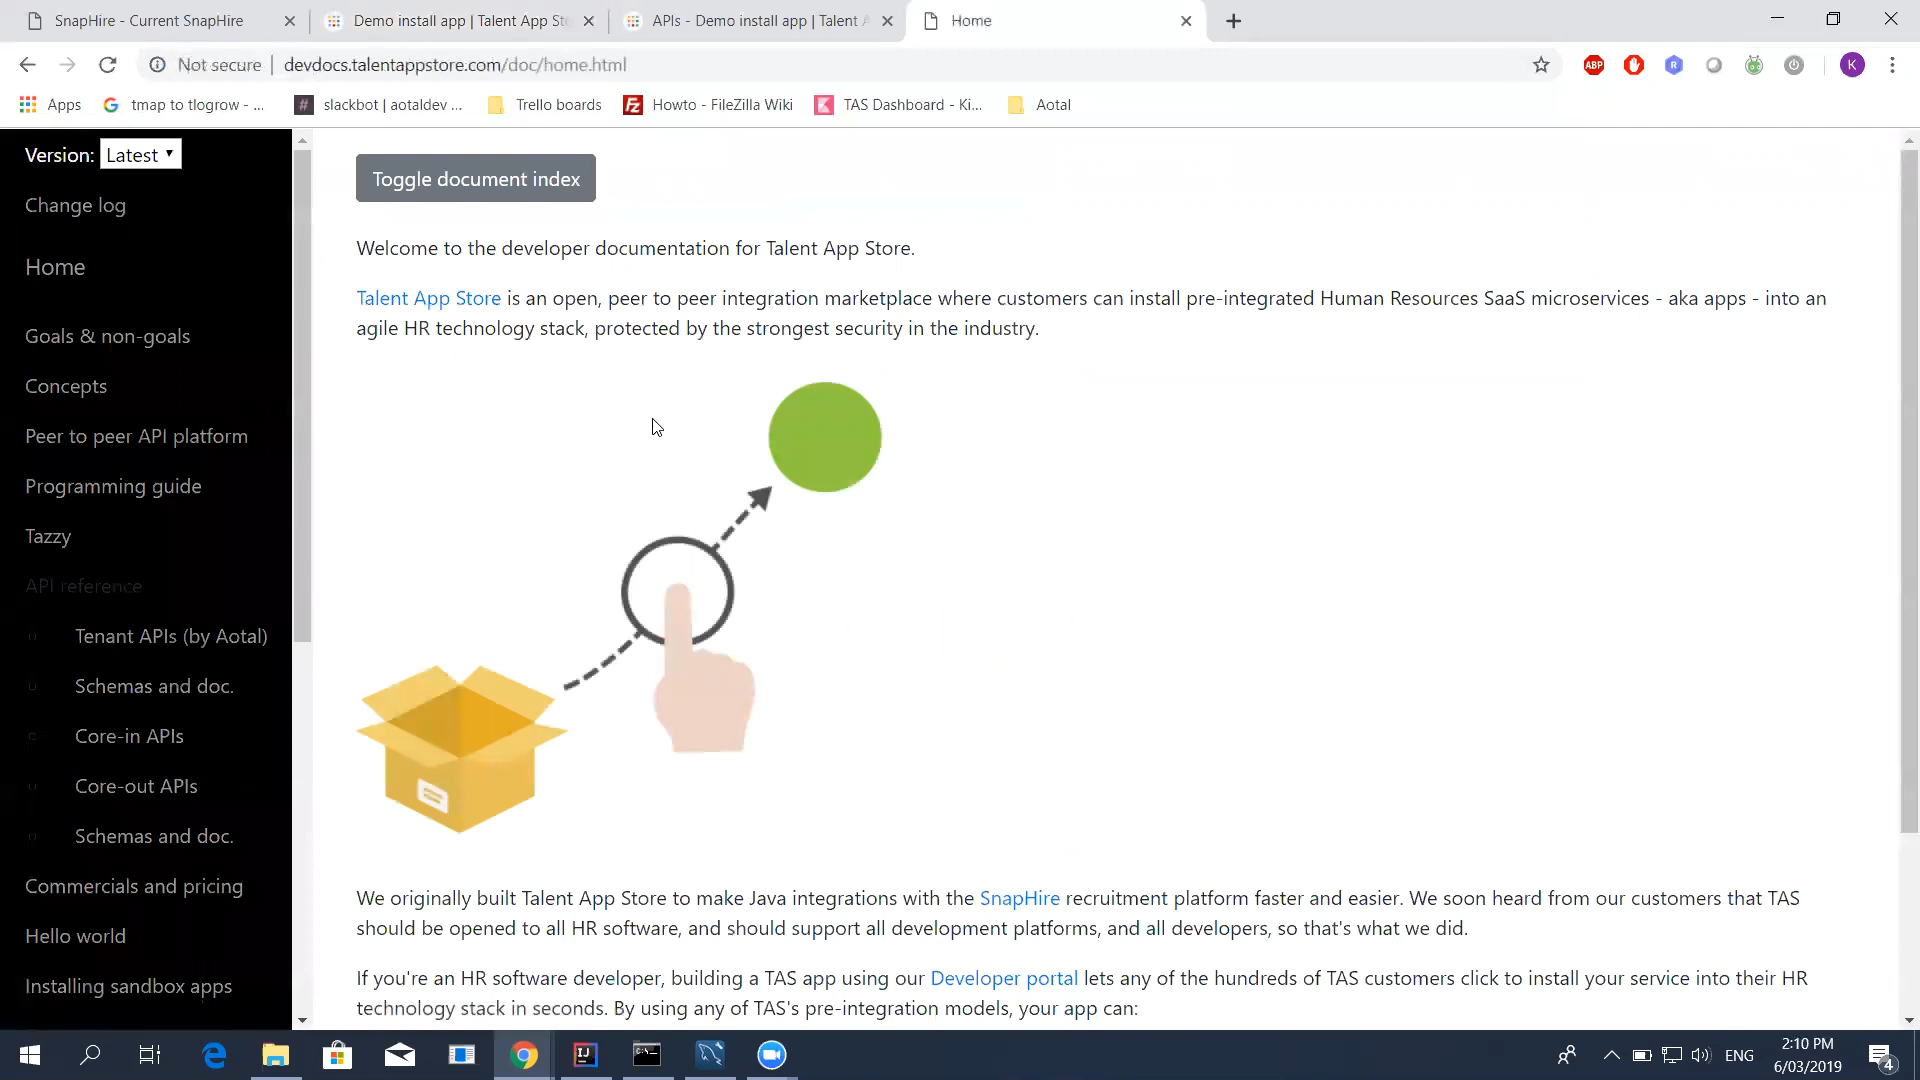 SnapHire - Current SnapHire
Demo install app | Talent App Sto
APIs - Demo install app | Talent A
Home
Not secure | devdocs.talentappstore.com/doc/home.html
ABP
R
K
Apps
tmap to tlogrow - ...
slackbot | aotaldev ...
Trello boards
Howto - FileZilla Wiki
TAS Dashboard - Ki...
Aotal
Version: Latest
Change log
Home
Goals & non-goals
Concepts
Peer to peer API platform
Programming guide
Tazzy
API reference
Tenant APIs (by Aotal)
Schemas and doc.
Core-in APIs
Core-out APIs
Schemas and doc.
Commercials and pricing
Hello world
Installing sandbox apps
Toggle document index
Welcome to the developer documentation for Talent App Store.
Talent App Store is an open, peer to peer integration marketplace where customers can install pre-integrated Human Resources SaaS microservices - aka apps - into an
agile HR technology stack, protected by the strongest security in the industry.
We originally built Talent App Store to make Java integrations with the SnapHire recruitment platform faster and easier. We soon heard from our customers that TAS
should be opened to all HR software, and should support all development platforms, and all developers, so that's what we did.
If you're an HR software developer, building a TAS app using our Developer portal lets any of the hundreds of TAS customers click to install your service into their HR
technology stack in seconds. By using any of TAS's pre-integration models, your app can:
ENG
2:10 PM
6/03/2019
4